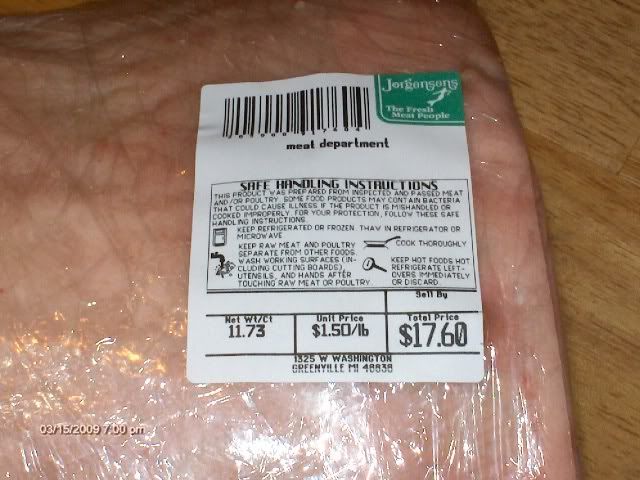 Jorgensons
The Fresh
Meat People
meat department
SAFE HANDLING INSTRUCTIONS
THIS PRODUCT WAS PREPARED FROM INSPECTED AND PASSED MEAT
AND/OR POULTRY. SOME FOOD PRODUCTS MAY CONTAIN BACTERIA
THAT COULD CAUSE ILLNESS IF THE PRODUCT IS MISHANDLED OR
COOKED IMPROPERLY. FOR YOUR PROTECTION, FOLLOW THESE SAFE
HANDLING INSTRUCTIONS.
KEEP REFRIGERATED OR FROZEN. THAW IN REFRIGERATOR OR
MICROWAVE
KEEP RAW MEAT AND POULTRY
SEPARATE FROM OTHER FOODS.
WASH WORKING SURFACES (IN-
CLUDING CUTTING BOARDS),
UTENSILS, AND HANDS AFTER
TOUCHING RAW MEAT OR POULTRY.
COOK THOROUGHLY
KEEP HOT FOODS HOT
REFRIGERATE LEFT-
OVERS IMMEDIATELY
OR DISCARD.
Sell By
Net Wt/Ct
11.73
Unit Price
$1.50/lb
Total Price
$17.60
1325 W WASHINGTON
GREENVILLE MI 48838
03/15/2009 7:00 pm